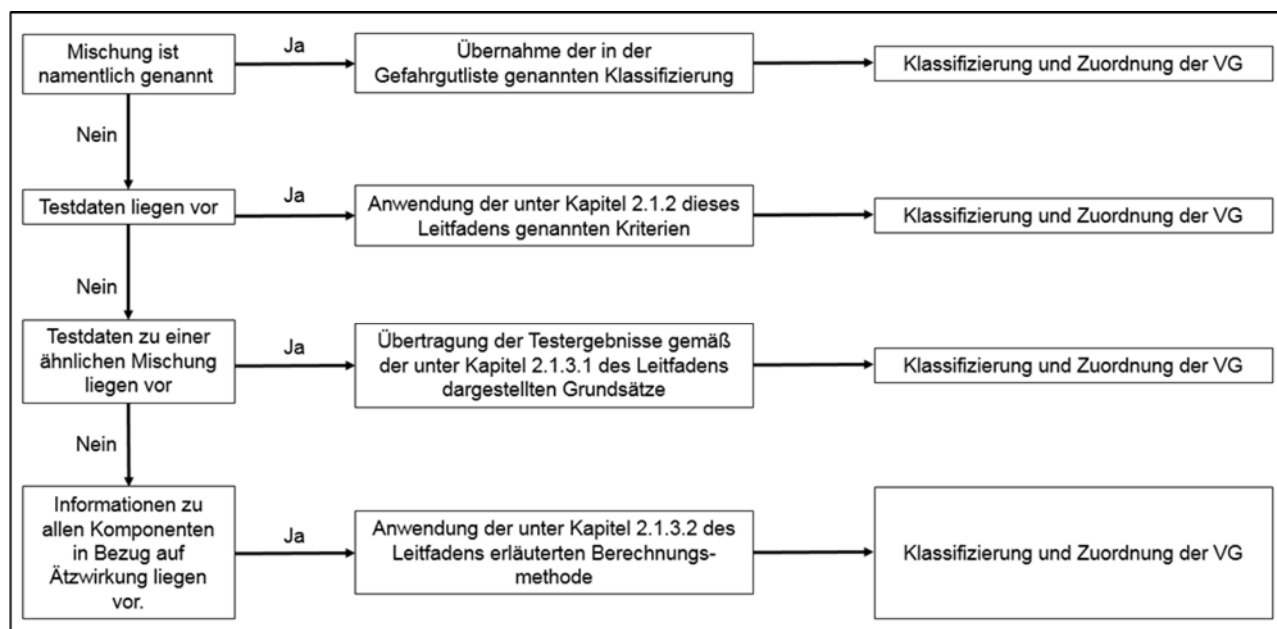 Mischung ist
namentlich genannt
Ja
Übernahme der in der
Gefahrgutliste genannten Klassifizierung
Klassifizierung und Zuordnung der VG
Nein
Testdaten liegen vor
Ja
Anwendung der unter Kapitel 2.1.2 dieses
Leitfadens genannten Kriterien
Klassifizierung und Zuordnung der VG
Nein
Testdaten zu einer
ähnlichen Mischung
liegen vor
Ja
Übertragung der Testergebnisse gemäß
der unter Kapitel 2.1.3.1 des Leitfadens
dargestellten Grundsätze
Klassifizierung und Zuordnung der VG
Nein
Informationen zu
allen Komponenten
in Bezug auf
Ätzwirkung liegen
vor.
Ja
Anwendung der unter Kapitel 2.1.3.2 des
Leitfadens erläuterten Berechnungs-
methode
Klassifizierung und Zuordnung der VG